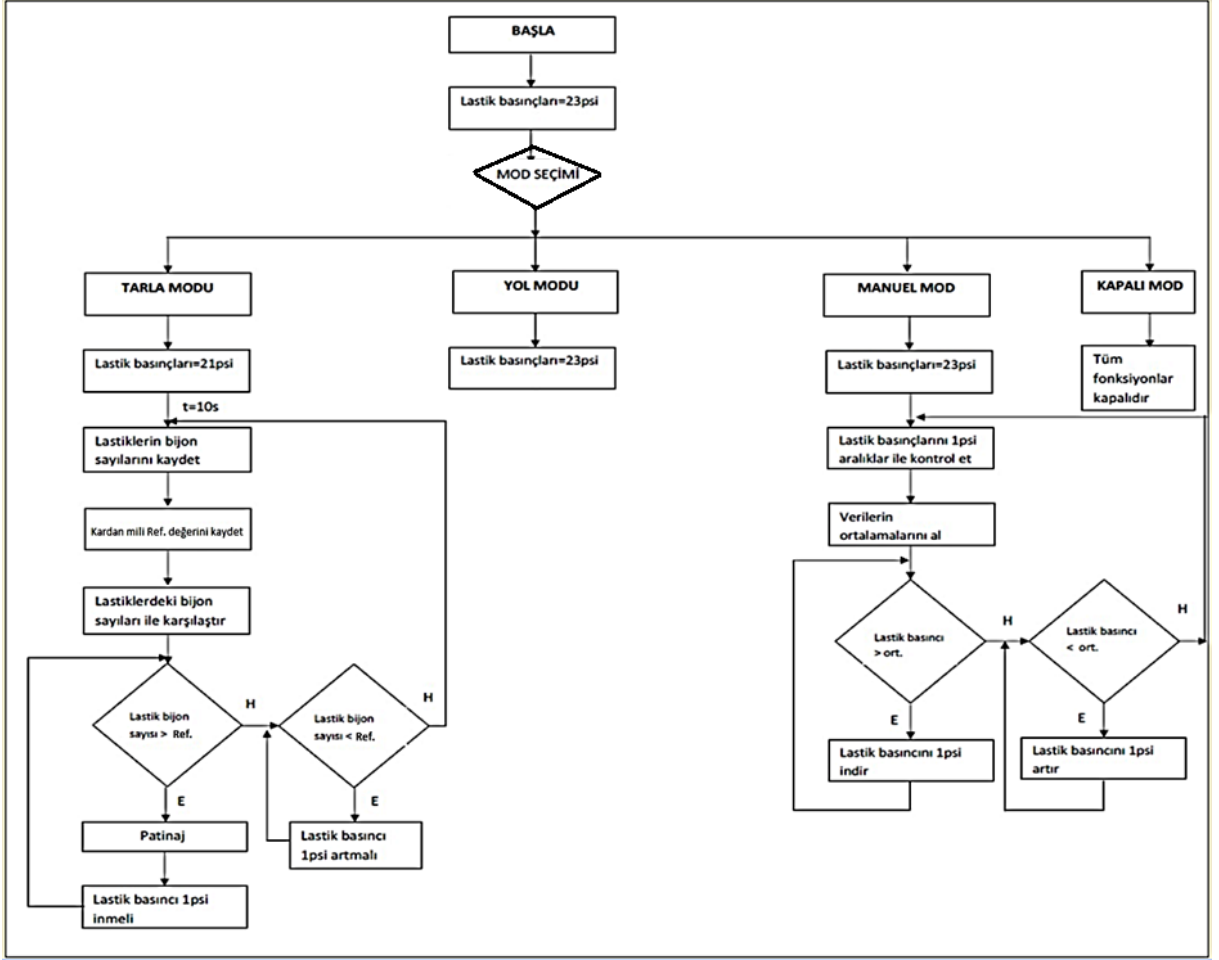 BAŞLA
Lastik basınçları=23psi
MOD SEÇİMİ
TARLA MODU
Lastik basınçları=21psi
t=10s
Lastiklerin bijon
sayılarını kaydet
Kardan mili Ref. değerini kaydet
Lastiklerdeki bijon
sayıları ile karşılaştır
Lastik bijon
sayısı > Ref.
H
Lastik bijon
sayısı < Ref.
H
E
Patinaj
Lastik basıncı 1psi
inmeli
E
Lastik basıncı
1psi artmalı
YOL MODU
Lastik basınçları=23psi
MANUEL MOD
Lastik basınçları=23psi
Lastik basınçlarını 1psi
aralıklar ile kontrol et
Verilerin
ortalamalarını al
Lastik basıncı
> ort.
H
Lastik basıncı
< ort.
H
E
Lastik basıncını 1psi
indir
E
Lastik basıncını 1psi
artır
KAPALI MOD
Tüm
fonksiyonlar
kapalıdır